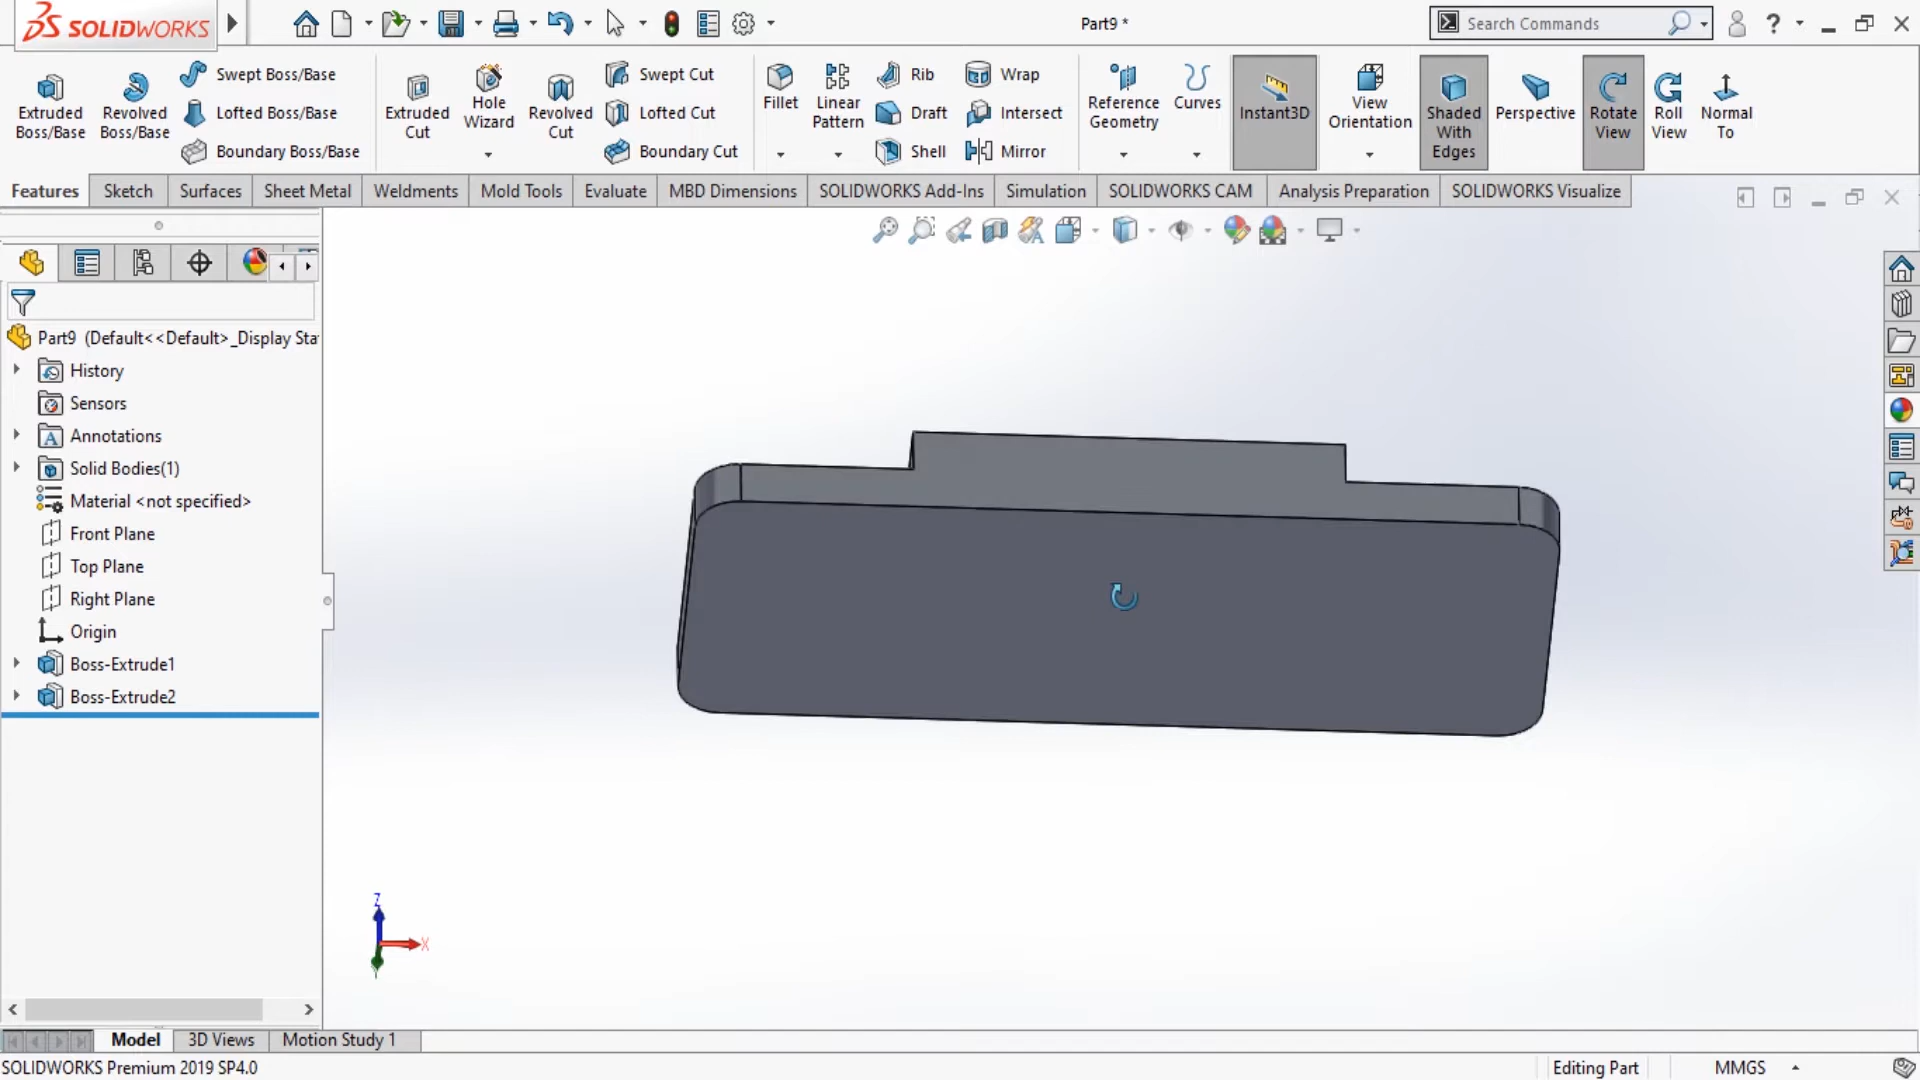 SOLIDWORKS
Part9 *
Search Commands
Extruded Boss/Base
Revolved Boss/Base
Swept Boss/Base
Lofted Boss/Base
Boundary Boss/Base
Extruded Cut
Hole Wizard
Revolved Cut
Swept Cut
Lofted Cut
Boundary Cut
Fillet
Linear Pattern
Rib
Draft
Shell
Wrap
Intersect
Mirror
Reference Geometry
Curves
Instant3D
View Orientation
Shaded With Edges
Perspective
Rotate View
Roll View
Normal To
Features
Sketch
Surfaces
Sheet Metal
Weldments
Mold Tools
Evaluate
MBD Dimensions
SOLIDWORKS Add-Ins
Simulation
SOLIDWORKS CAM
Analysis Preparation
SOLIDWORKS Visualize
Part9 (Default<<Default>_Display Sta
History
Sensors
Annotations
Solid Bodies(1)
Material <not specified>
Front Plane
Top Plane
Right Plane
Origin
Boss-Extrude1
Boss-Extrude2
Z
X
Y
Model
3D Views
Motion Study 1
SOLIDWORKS Premium 2019 SP4.0
Editing Part
MMGS